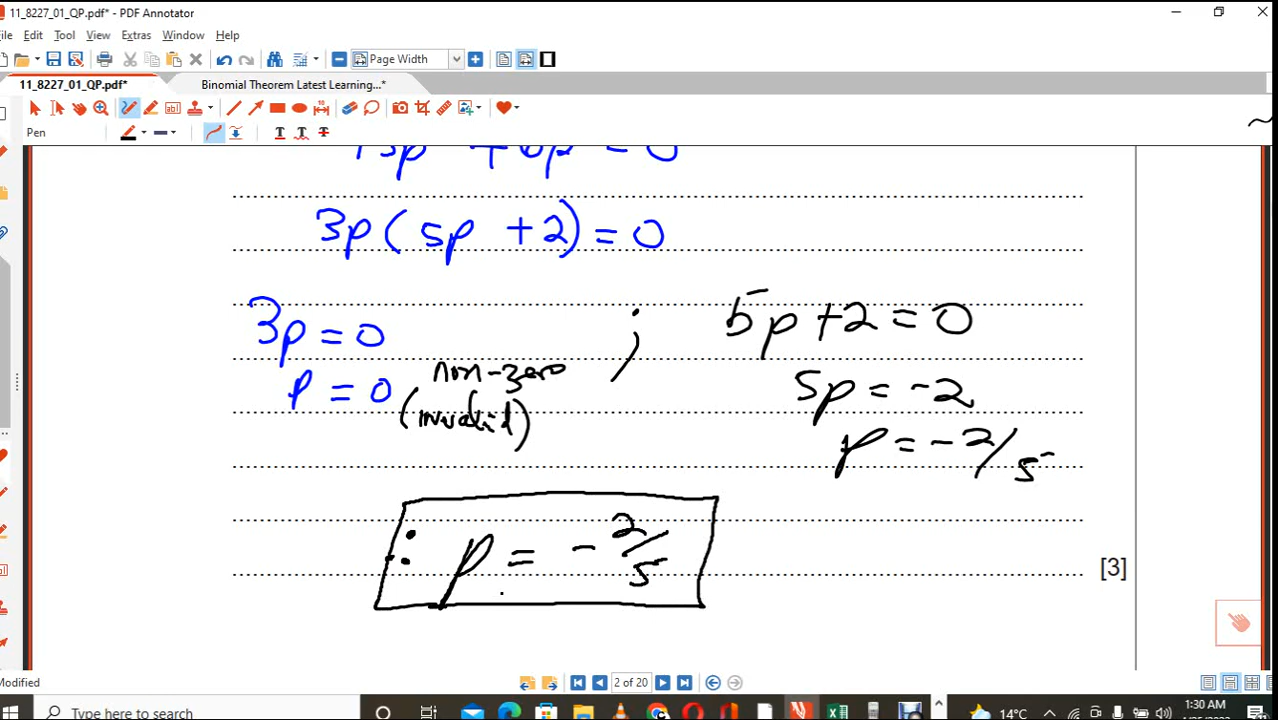 11_8227_01_QP.pdf* - PDF Annotator
Edit Tool View Extras Window Help
Page Width
11_8227_01_QP.pdf* Binomial Theorem Latest Learning...*
Pen
= 0
3p(5p +2) = 0
3p = 0 ; 5p+2 = 0
p = 0 non-zero (invalid)
5p = -2
p = -2/5
∴ p = -2/5
[3]
2 of 20
Modified
Type here to search
14°C
1:30 AM